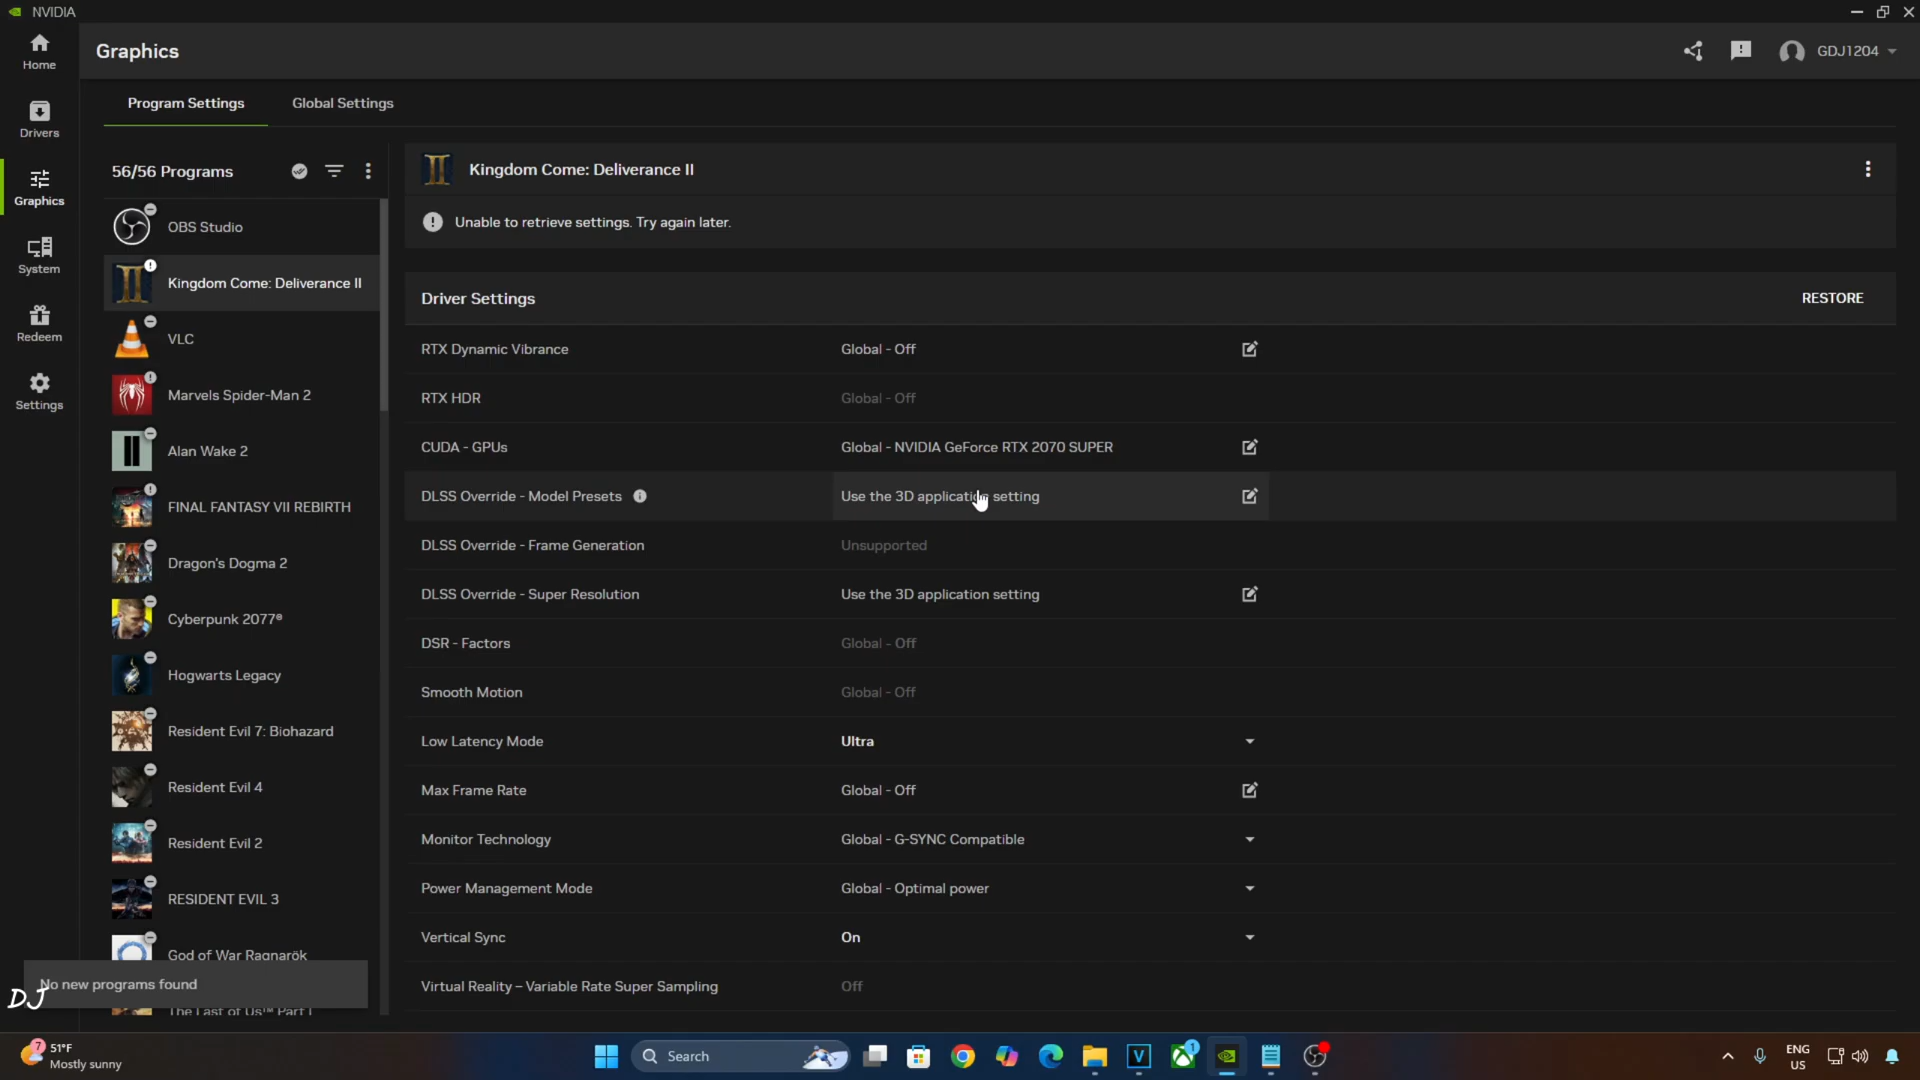 NVIDIA
Home
Graphics
GDJ1204
Drivers
Graphics
System
Redeem
Settings
Program Settings
Global Settings
56/56 Programs
OBS Studio
Kingdom Come: Deliverance II
VLC
Marvels Spider-Man 2
Alan Wake 2
FINAL FANTASY VII REBIRTH
Dragon's Dogma 2
Cyberpunk 2077®
Hogwarts Legacy
Resident Evil 7: Biohazard
Resident Evil 4
Resident Evil 2
RESIDENT EVIL 3
God of War Ragnarök
No new programs found
The Last of Us™ Part I
DJ
Kingdom Come: Deliverance II
Unable to retrieve settings. Try again later.
Driver Settings
RESTORE
RTX Dynamic Vibrance Global - Off
RTX HDR Global - Off
CUDA - GPUs Global - NVIDIA GeForce RTX 2070 SUPER
DLSS Override - Model Presets Use the 3D application setting
DLSS Override - Frame Generation Unsupported
DLSS Override - Super Resolution Use the 3D application setting
DSR - Factors Global - Off
Smooth Motion Global - Off
Low Latency Mode Ultra
Max Frame Rate Global - Off
Monitor Technology Global - G-SYNC Compatible
Power Management Mode Global - Optimal power
Vertical Sync On
Virtual Reality – Variable Rate Super Sampling Off
7
51°F
Mostly sunny
Search
V
1
ENG
US